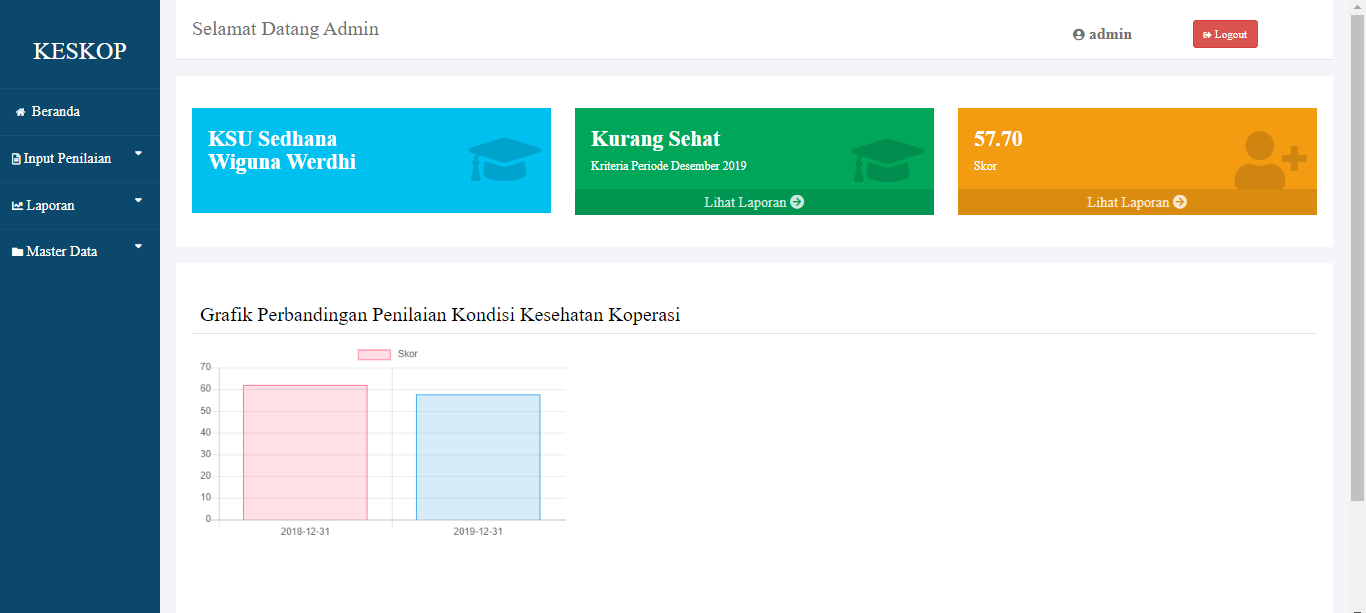 KESKOP
Beranda
Input Penilaian
Laporan
Master Data
Selamat Datang Admin
admin
Logout
KSU Sedhana
Wiguna Werdhi
Kurang Sehat
Kriteria Periode Desember 2019
Lihat Laporan
57.70
Skor
Lihat Laporan
Grafik Perbandingan Penilaian Kondisi Kesehatan Koperasi
Skor
70
60
50
40
30
20
10
0
2018-12-31
2019-12-31